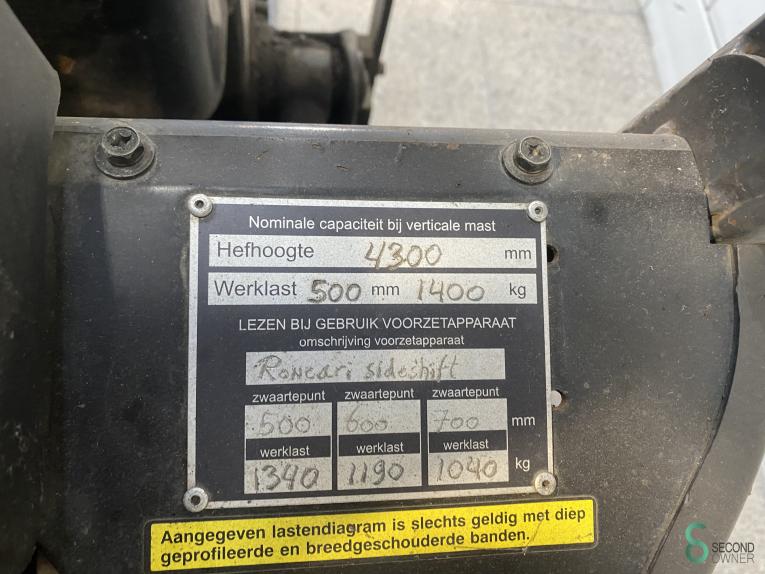 Nominale capaciteit bij verticale mast
Hefhoogte 4300 mm
Werklast 500 mm 1400 kg
LEZEN BIJ GEBRUIK VOORZETAPPARAAT
omschrijving voorzetapparaat
Roncari sideshift
zwaartepunt zwaartepunt zwaartepunt
500 600 700 mm
werklast werklast werklast
1340 1190 1040 kg
Aangegeven lastendiagram is slechts geldig met diep
geprofileerde en breedgeschouderde banden.
SECOND
OWNER